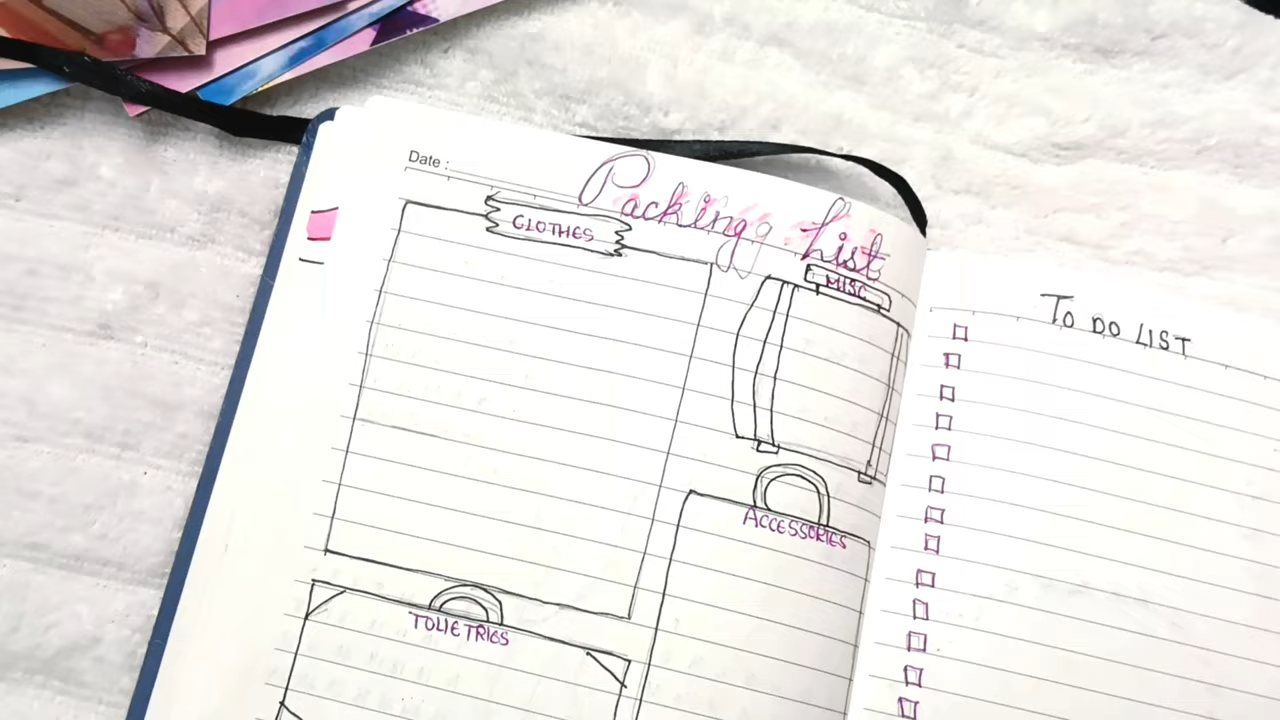 Date :
Packing List
CLOTHES
MISC
ACCESSORIES
TOLIETRIES
TO DO LIST